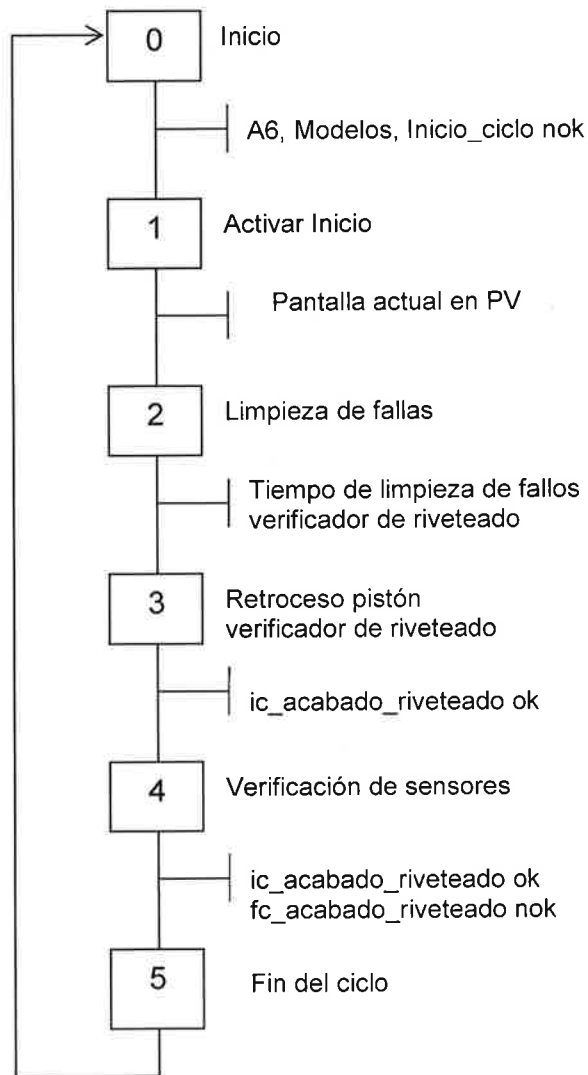 0 Inicio
A6, Modelos, Inicio_ciclo nok
1 Activar Inicio
Pantalla actual en PV
2 Limpieza de fallas
Tiempo de limpieza de fallos
verificador de riveteado
3 Retroceso pistón
verificador de riveteado
ic_acabado_riveteado ok
4 Verificación de sensores
ic_acabado_riveteado ok
fc_acabado_riveteado nok
5 Fin del ciclo